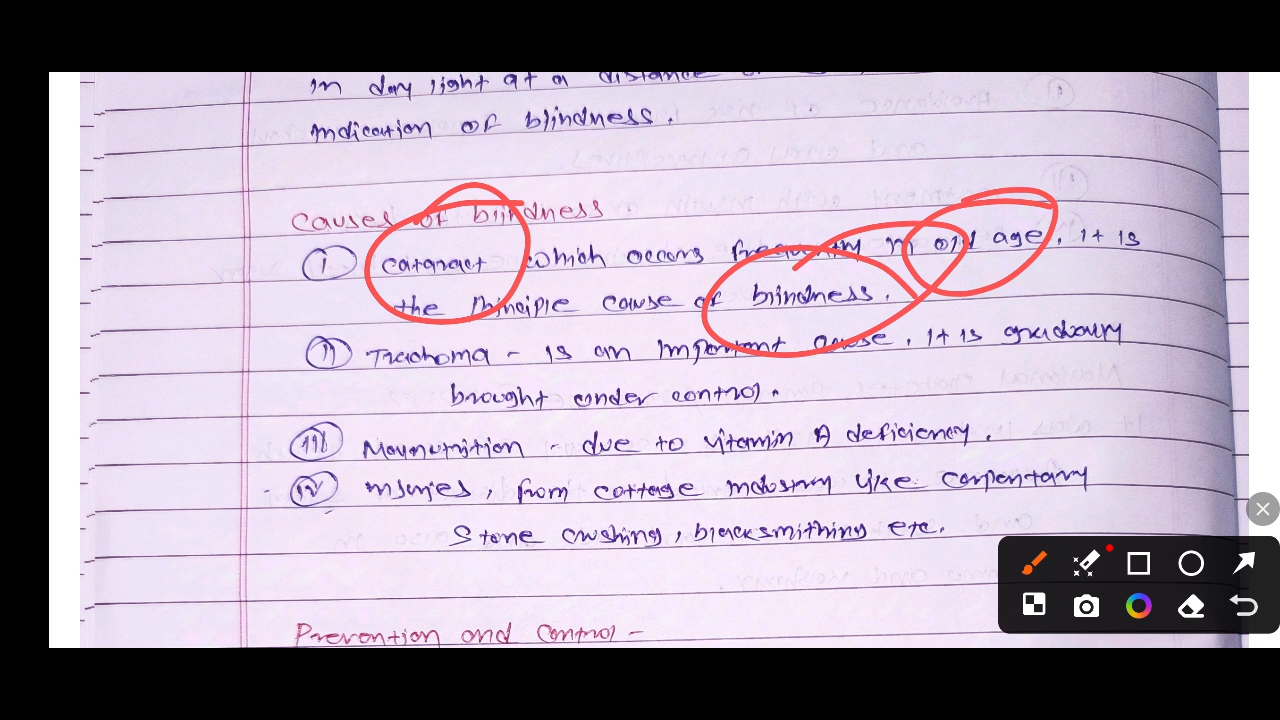 in day light at a distance of
indication of blindness.
Causes of blindness
(i) cataract which occurs frequently in old age. it is
the principle cause of blindness.
(ii) Trachoma - is an important cause. it is gradually
brought under control.
(iii) Malnutrition - due to vitamin A deficiency.
(iv) injuries, from cottage industry like carpentary
stone crushing, blacksmithing etc.
Prevention and control -